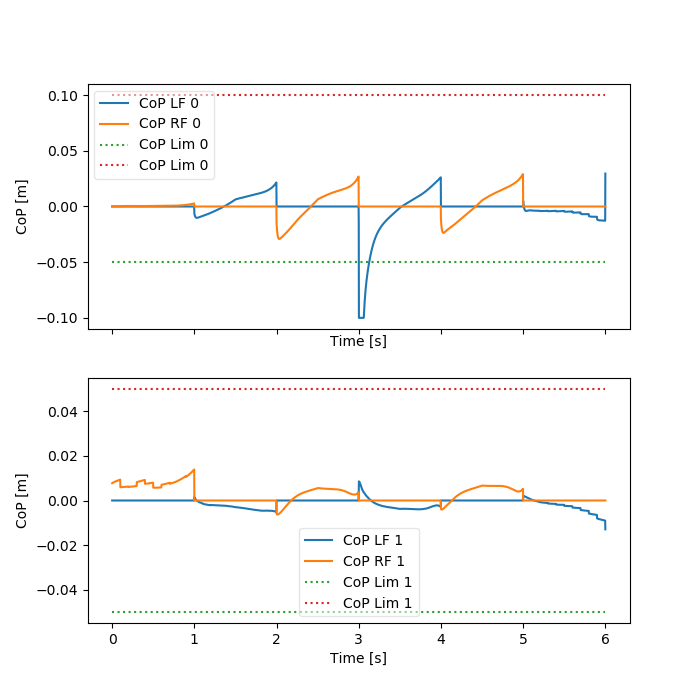 0.10
0.05
0.00
−0.05
−0.10
CoP [m]
CoP LF 0
CoP RF 0
CoP Lim 0
CoP Lim 0
Time [s]
0.04
0.02
0.00
−0.02
−0.04
CoP [m]
CoP LF 1
CoP RF 1
CoP Lim 1
CoP Lim 1
0 1 2 3 4 5 6
Time [s]